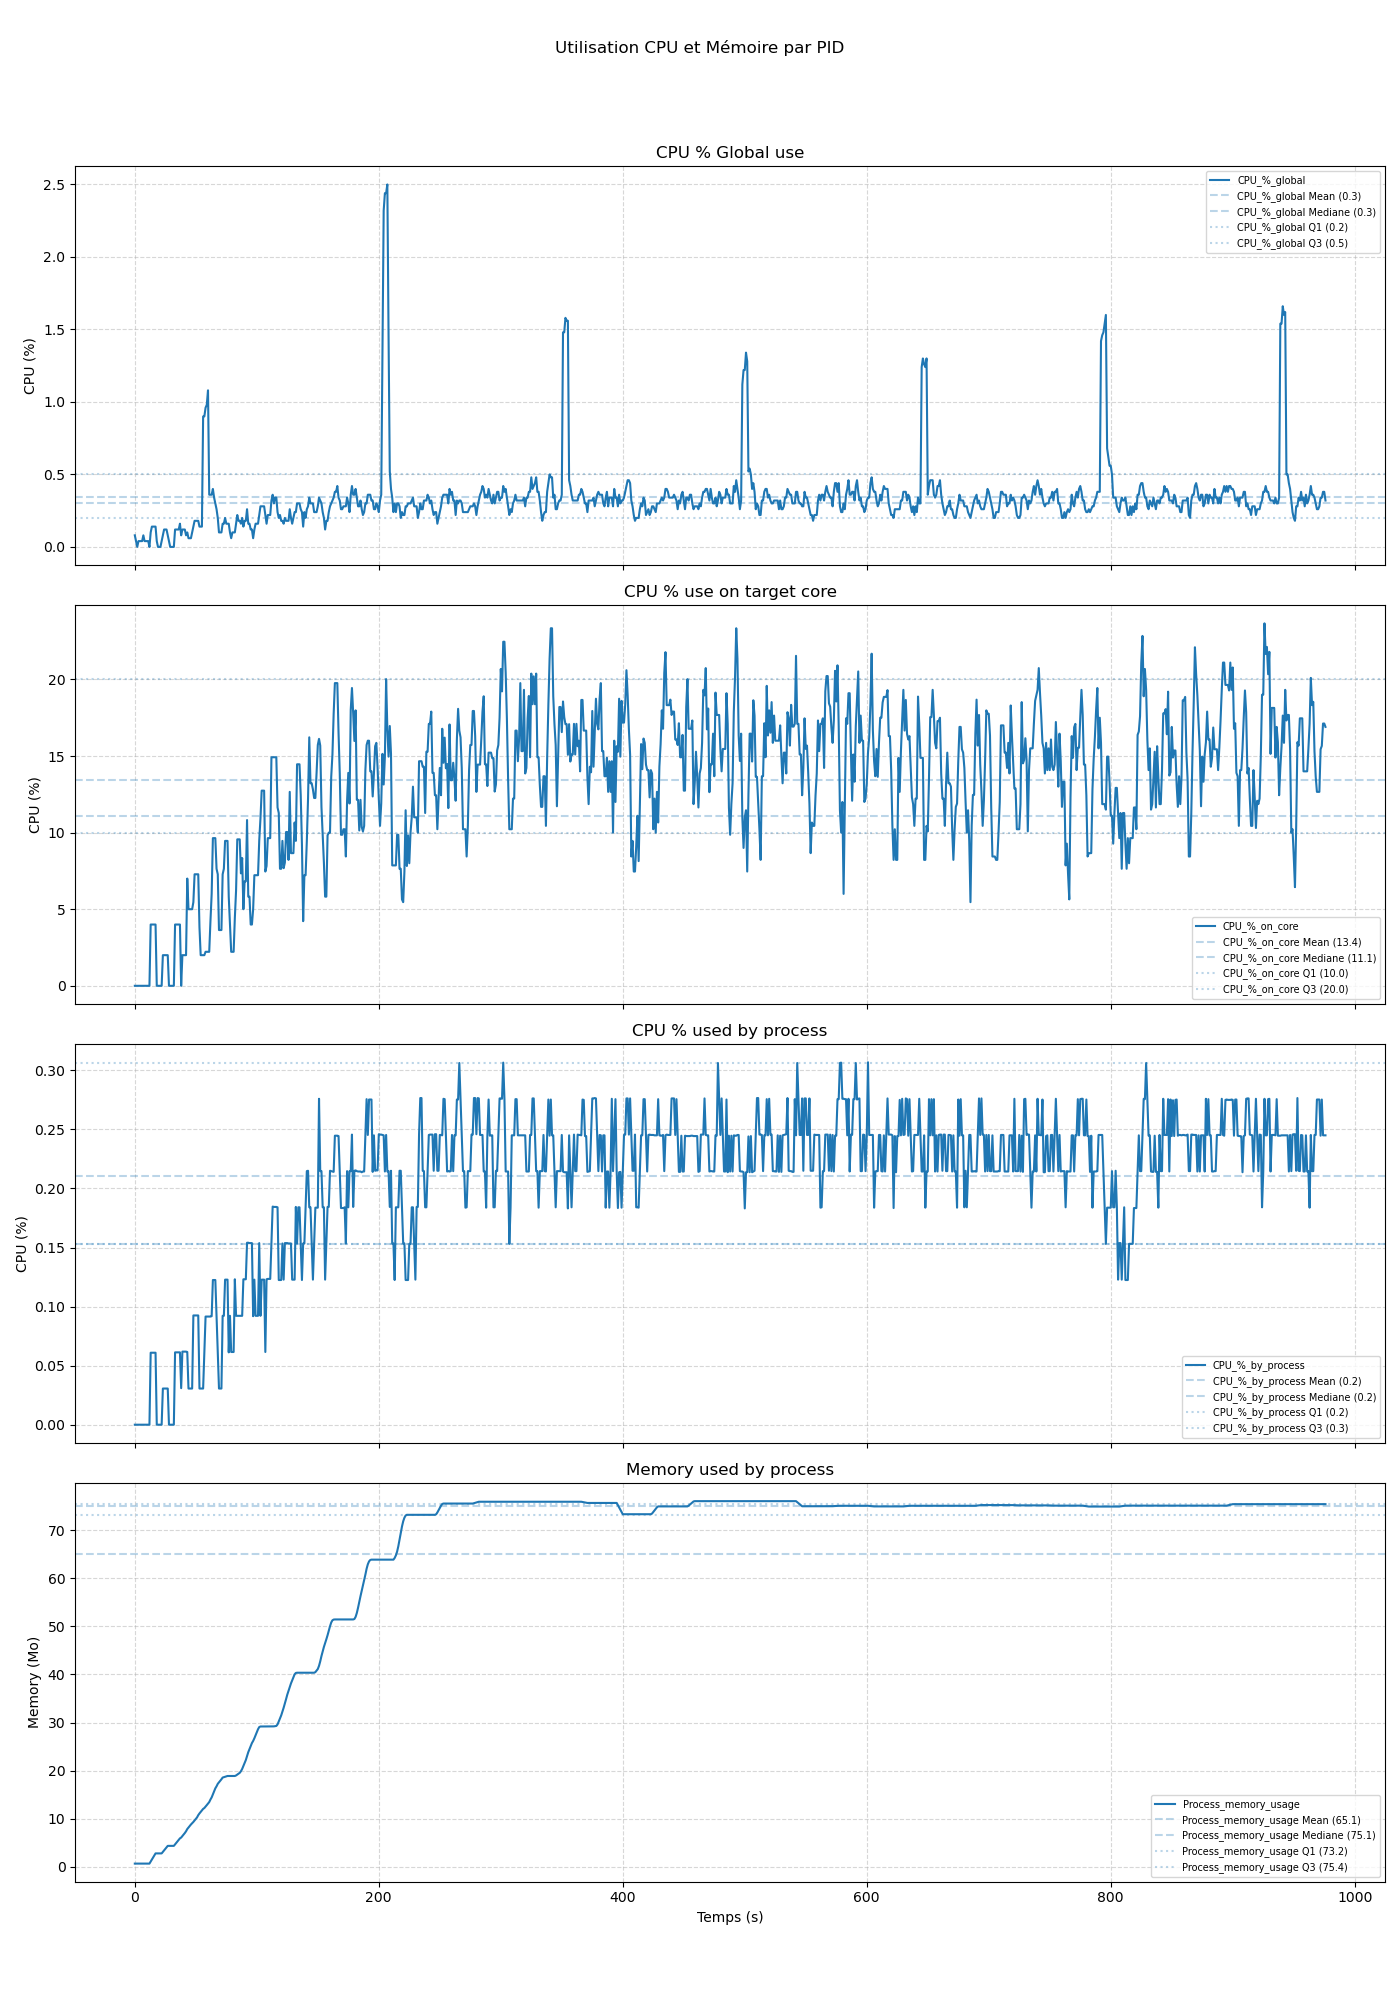 Utilisation CPU et Mémoire par PID
CPU % Global use
2.5
2.0
1.5
1.0
0.5
0.0
CPU (%)
CPU_%_global
CPU_%_global Mean (0.3)
CPU_%_global Mediane (0.3)
CPU_%_global Q1 (0.2)
CPU_%_global Q3 (0.5)
CPU % use on target core
20
15
10
5
0
CPU (%)
CPU_%_on_core
CPU_%_on_core Mean (13.4)
CPU_%_on_core Mediane (11.1)
CPU_%_on_core Q1 (10.0)
CPU_%_on_core Q3 (20.0)
CPU % used by process
0.30
0.25
0.20
0.15
0.10
0.05
0.00
CPU (%)
CPU_%_by_process
CPU_%_by_process Mean (0.2)
CPU_%_by_process Mediane (0.2)
CPU_%_by_process Q1 (0.2)
CPU_%_by_process Q3 (0.3)
Memory used by process
70
60
50
40
30
20
10
0
Memory (Mo)
Process_memory_usage
Process_memory_usage Mean (65.1)
Process_memory_usage Mediane (75.1)
Process_memory_usage Q1 (73.2)
Process_memory_usage Q3 (75.4)
0 200 400 600 800 1000
Temps (s)